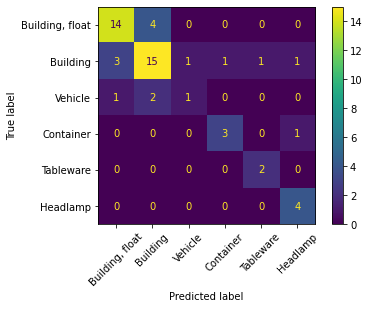 True label
Building, float 14 4 0 0 0 0
Building 3 15 1 1 1 1
Vehicle 1 2 1 0 0 0
Container 0 0 0 3 0 1
Tableware 0 0 0 0 2 0
Headlamp 0 0 0 0 0 4
Building, float Building Vehicle Container Tableware Headlamp
Predicted label
14
12
10
8
6
4
2
0